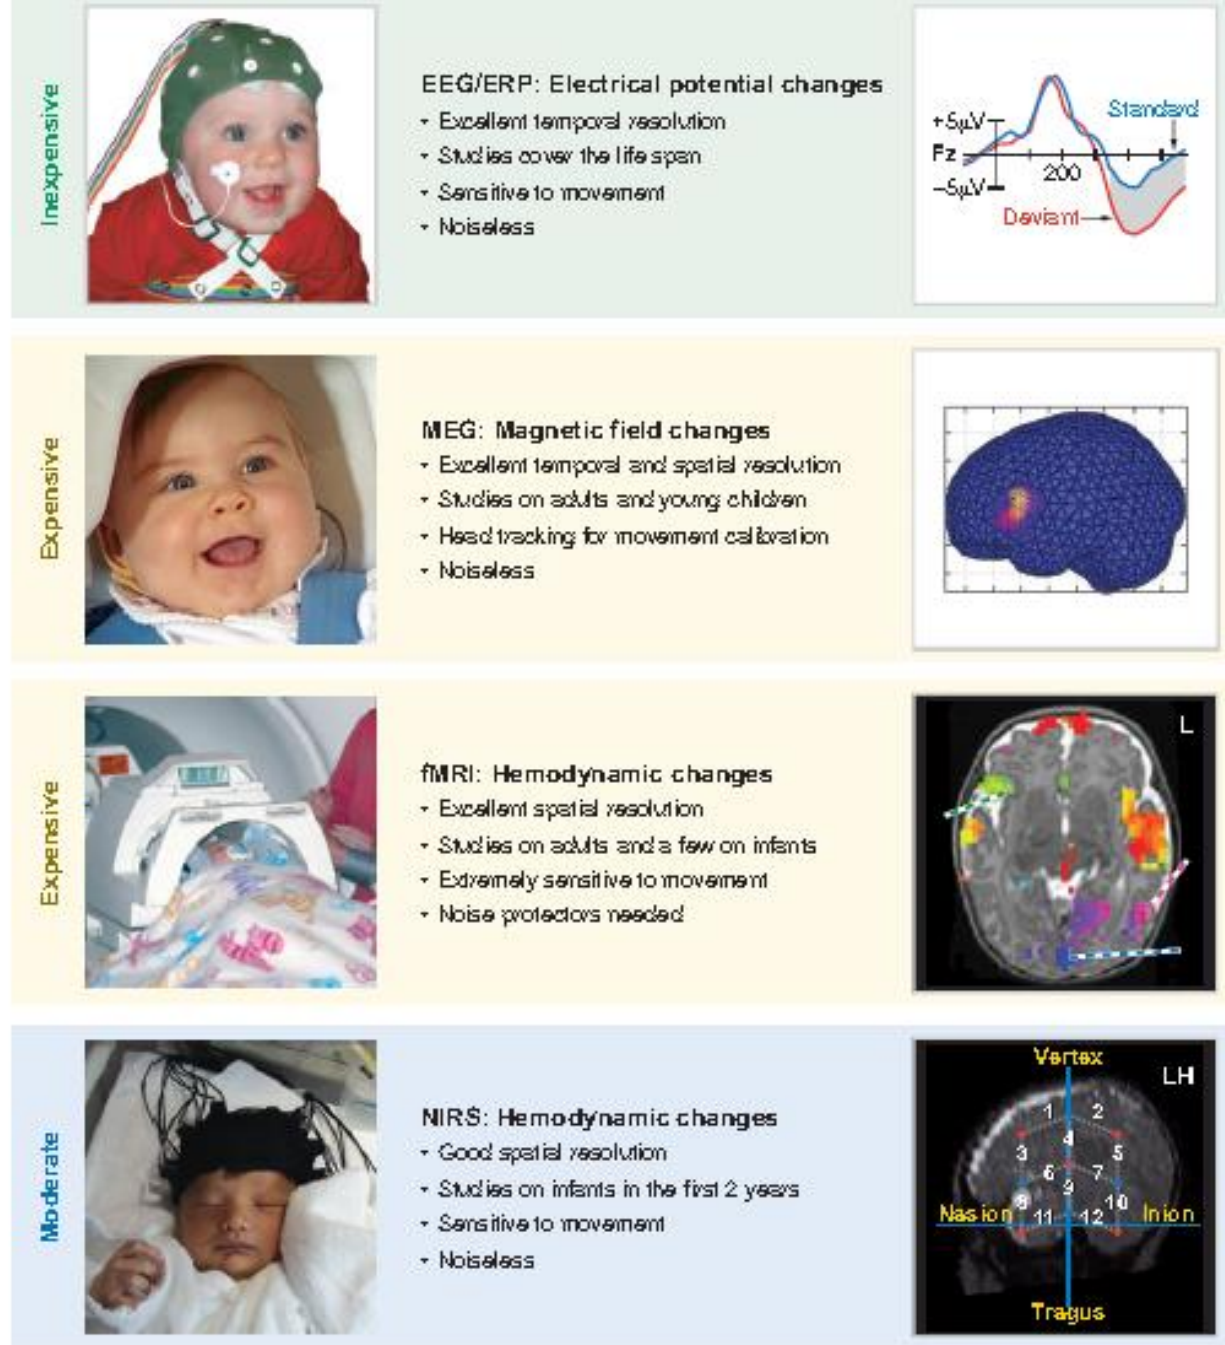 Inexpensive
EEG/ERP: Electrical potential changes
• Excellent temporal resolution
• Studies cover the life span
• Sensitive to movement
• Noiseless
+5μV
Fz
−5μV
200
Standard
Deviant
Expensive
MEG: Magnetic field changes
• Excellent temporal and spatial resolution
• Studies on adults and young children
• Head tracking for movement calibration
• Noiseless
Expensive
fMRI: Hemodynamic changes
• Excellent spatial resolution
• Studies on adults and a few on infants
• Extremely sensitive to movement
• Noise protectors needed
L
Moderate
NIRS: Hemodynamic changes
• Good spatial resolution
• Studies on infants in the first 2 years
• Sensitive to movement
• Noiseless
Vertex
LH
1 2
3 4 5
6 7
9
8 10
Nasion 11 12 Inion
Tragus